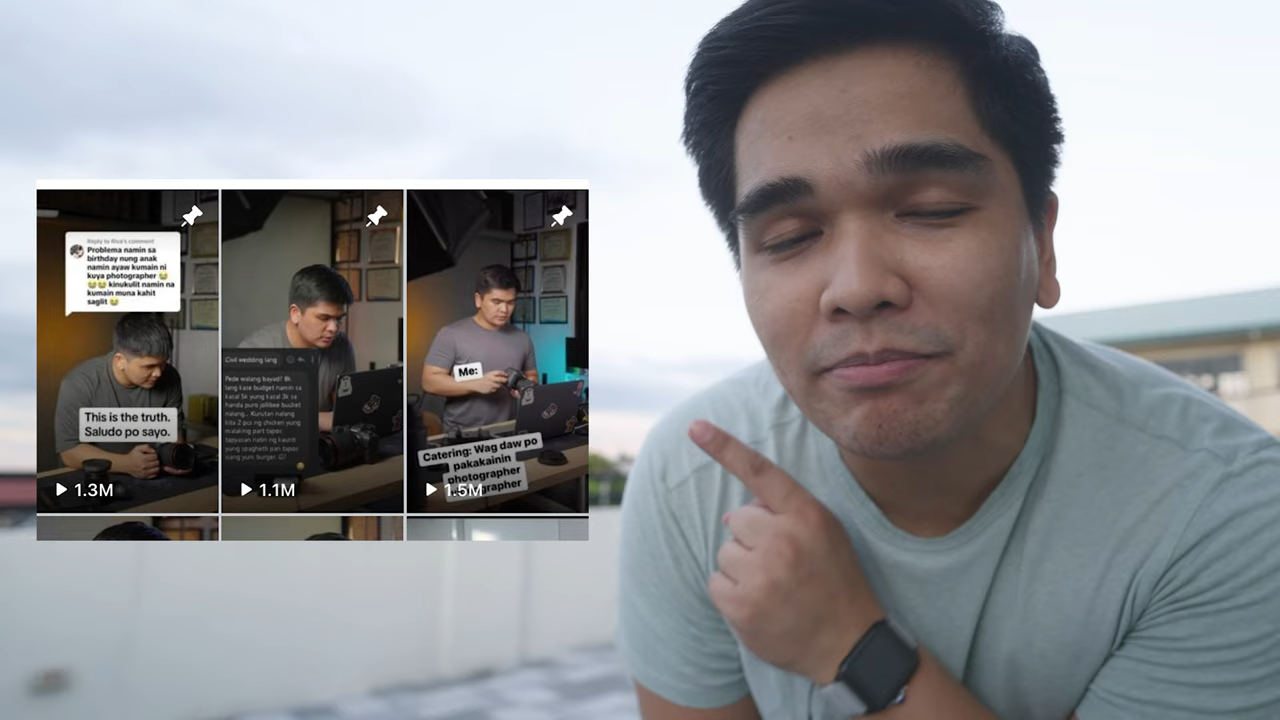 Reply to Riva's comment
Problema namin sa
birthday nung anak
namin ayaw kumain ni
kuya photographer 😂
😂😂 kinukulit namin na
kumain muna kahit
saglit 😂
This is the truth.
Saludo po sayo.
1.3M
Civil wedding lang
Pede walang bayad? 8k
lang kase budget namin sa
kasal 5k yung kasal 3k sa
handa puro jollibee bucket
nalang.. Kunutan nalang
kita 2 pcs ng chicken yung
malaking part tapos
tapyasan natin ng kaunti
yung spaghetti pan tapos
isang yum burger.
1.1M
Me:
Catering: Wag daw po
pakakainin
photographer
grapher
1.5M